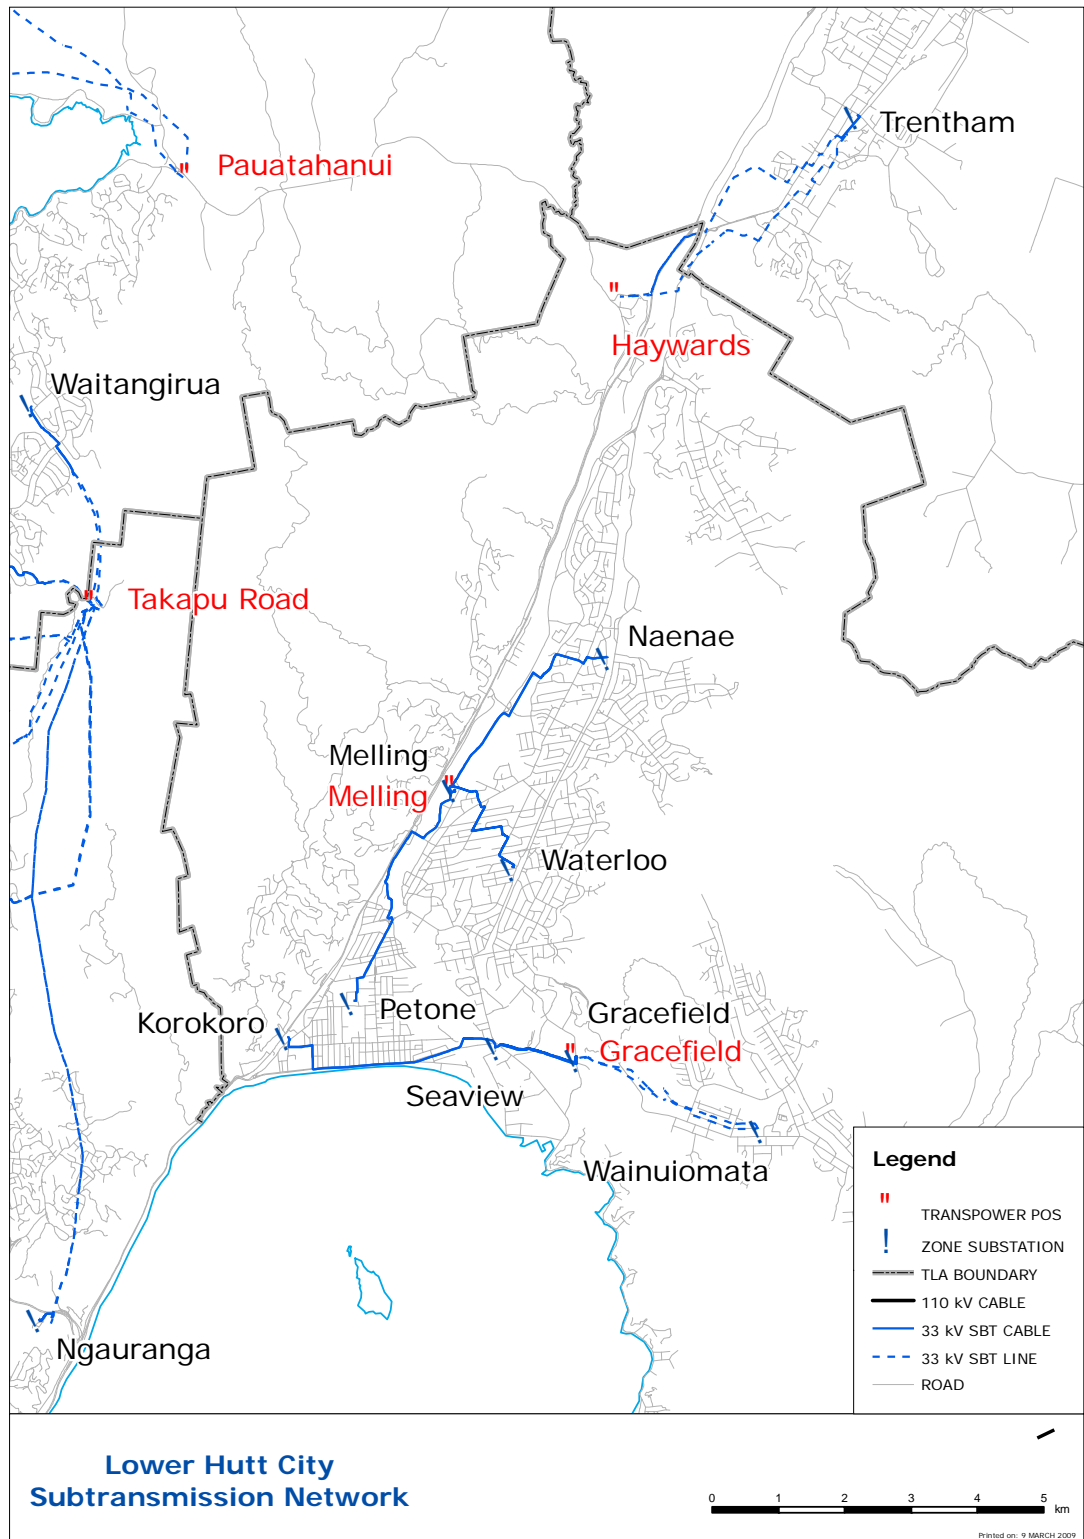 Trentham
Pauatahanui
Haywards
Waitangirua
Takapu Road
Naenae
Melling
Melling
Waterloo
Petone
Korokoro
Gracefield
Gracefield
Seaview
Wainuiomata
Ngauranga
Legend
TRANSPOWER POS
ZONE SUBSTATION
TLA BOUNDARY
110 kV CABLE
33 kV SBT CABLE
33 kV SBT LINE
ROAD
Lower Hutt City
Subtransmission Network
0 1 2 3 4 5
km
Printed on: 9 MARCH 2009